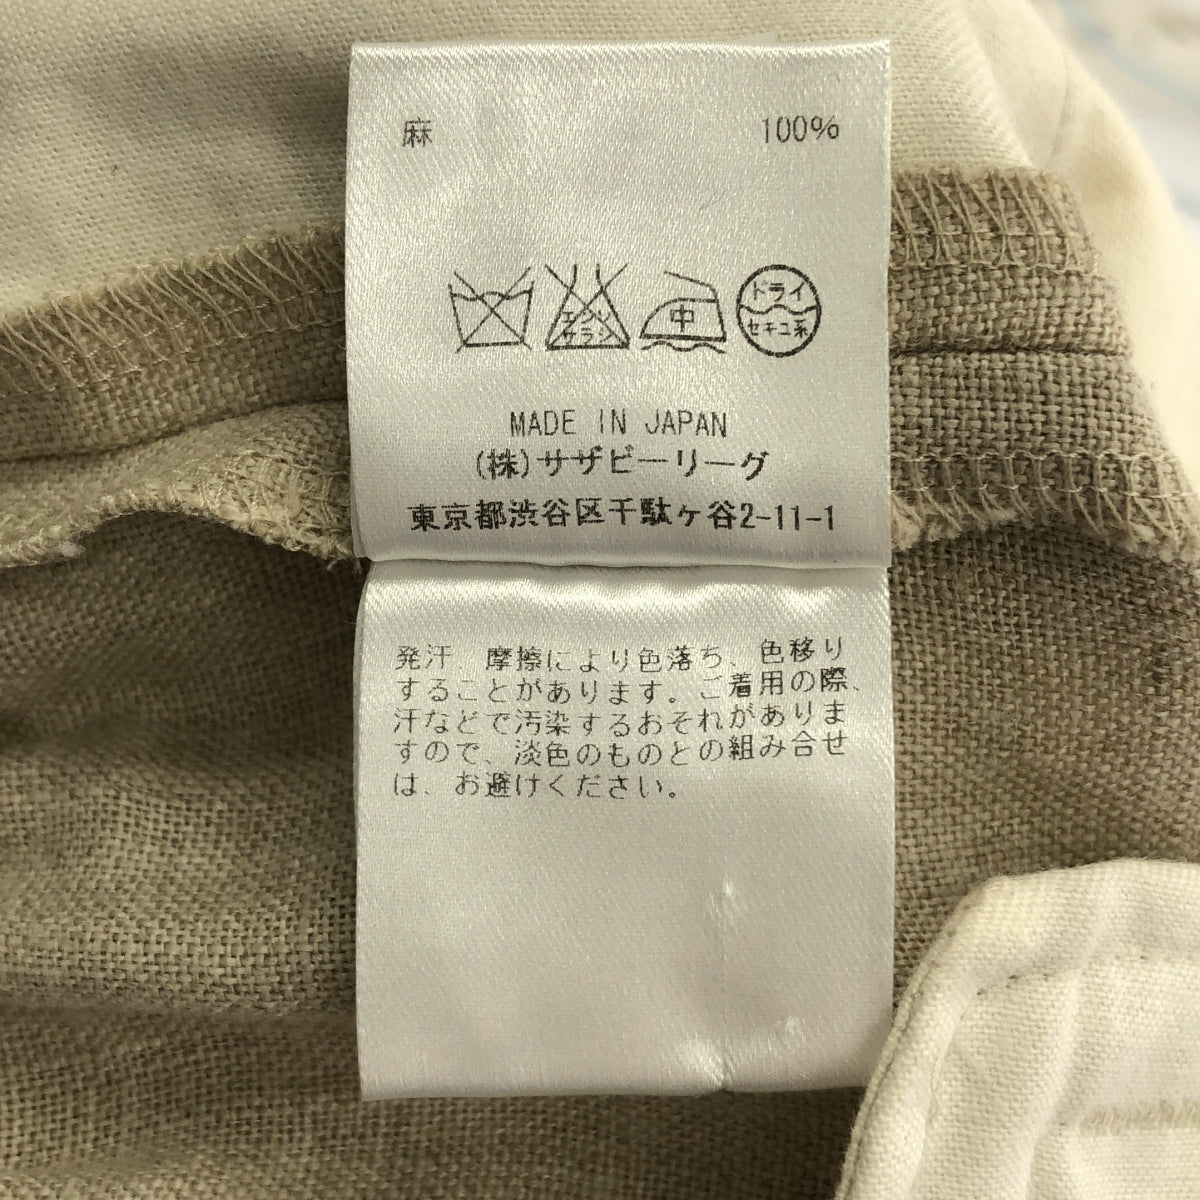 麻 100%
エンソ
サラシ
中
ドライ
セキユ系
MADE IN JAPAN
(株)サザビーリーグ
東京都渋谷区千駄ヶ谷2-11-1
発汗、摩擦により色落ち、色移り
することがあります。ご着用の際、
汗などで汚染するおそれがありま
すので、淡色のものとの組み合せ
は、お避けください。